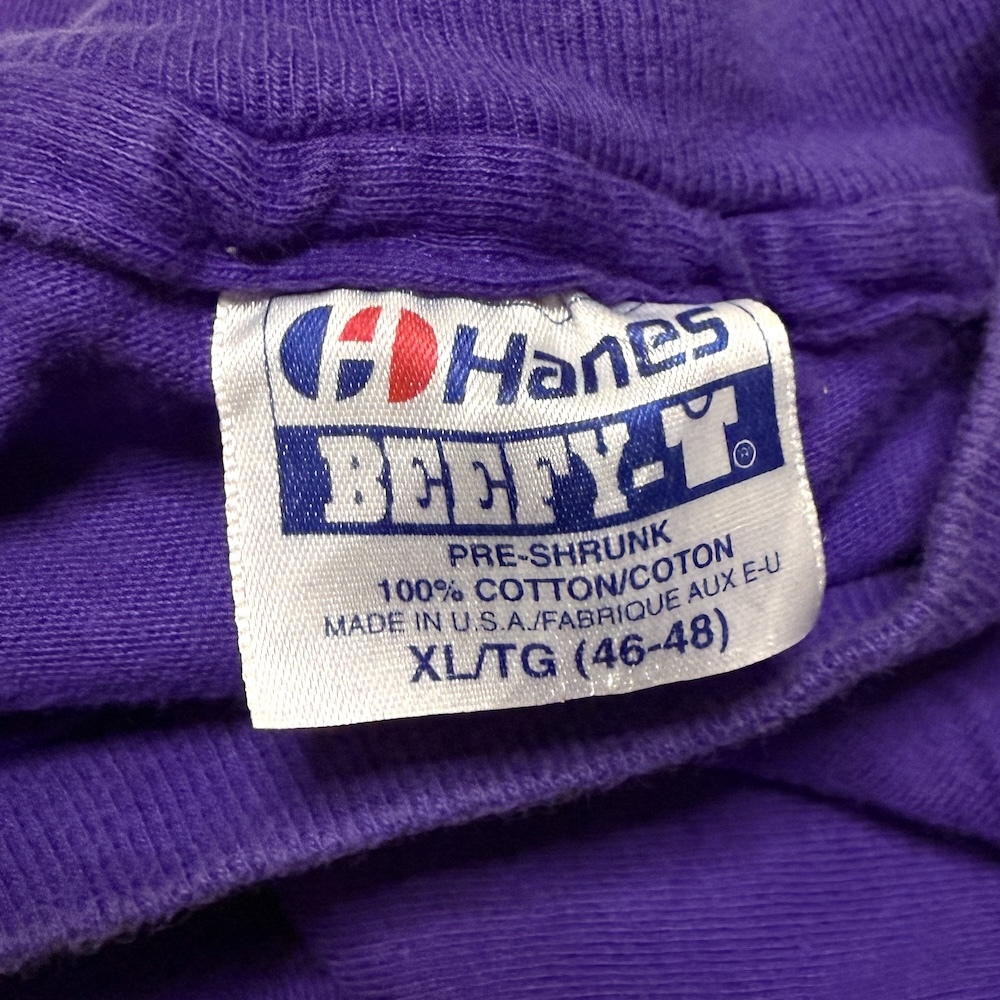 Hanes
BEEFY-T®
PRE-SHRUNK
100% COTTON/COTON
MADE IN U.S.A./FABRIQUE AUX E-U
XL/TG (46-48)